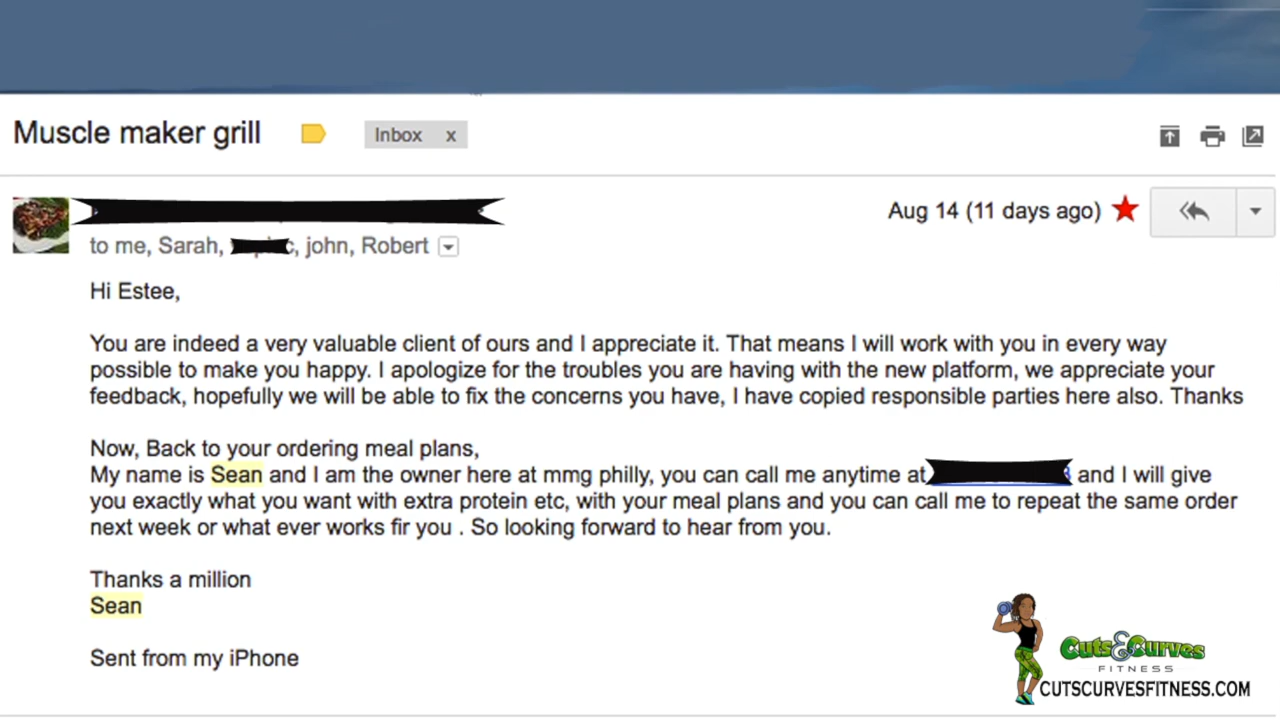 Muscle maker grill
Inbox x
Aug 14 (11 days ago)
to me, Sarah, , john, Robert
Hi Estee,
You are indeed a very valuable client of ours and I appreciate it. That means I will work with you in every way
possible to make you happy. I apologize for the troubles you are having with the new platform, we appreciate your
feedback, hopefully we will be able to fix the concerns you have, I have copied responsible parties here also. Thanks
Now, Back to your ordering meal plans,
My name is Sean and I am the owner here at mmg philly, you can call me anytime at and I will give
you exactly what you want with extra protein etc, with your meal plans and you can call me to repeat the same order
next week or what ever works fir you . So looking forward to hear from you.
Thanks a million
Sean
Sent from my iPhone
Cuts&Curves
FITNESS
CUTSCURVESFITNESS.COM